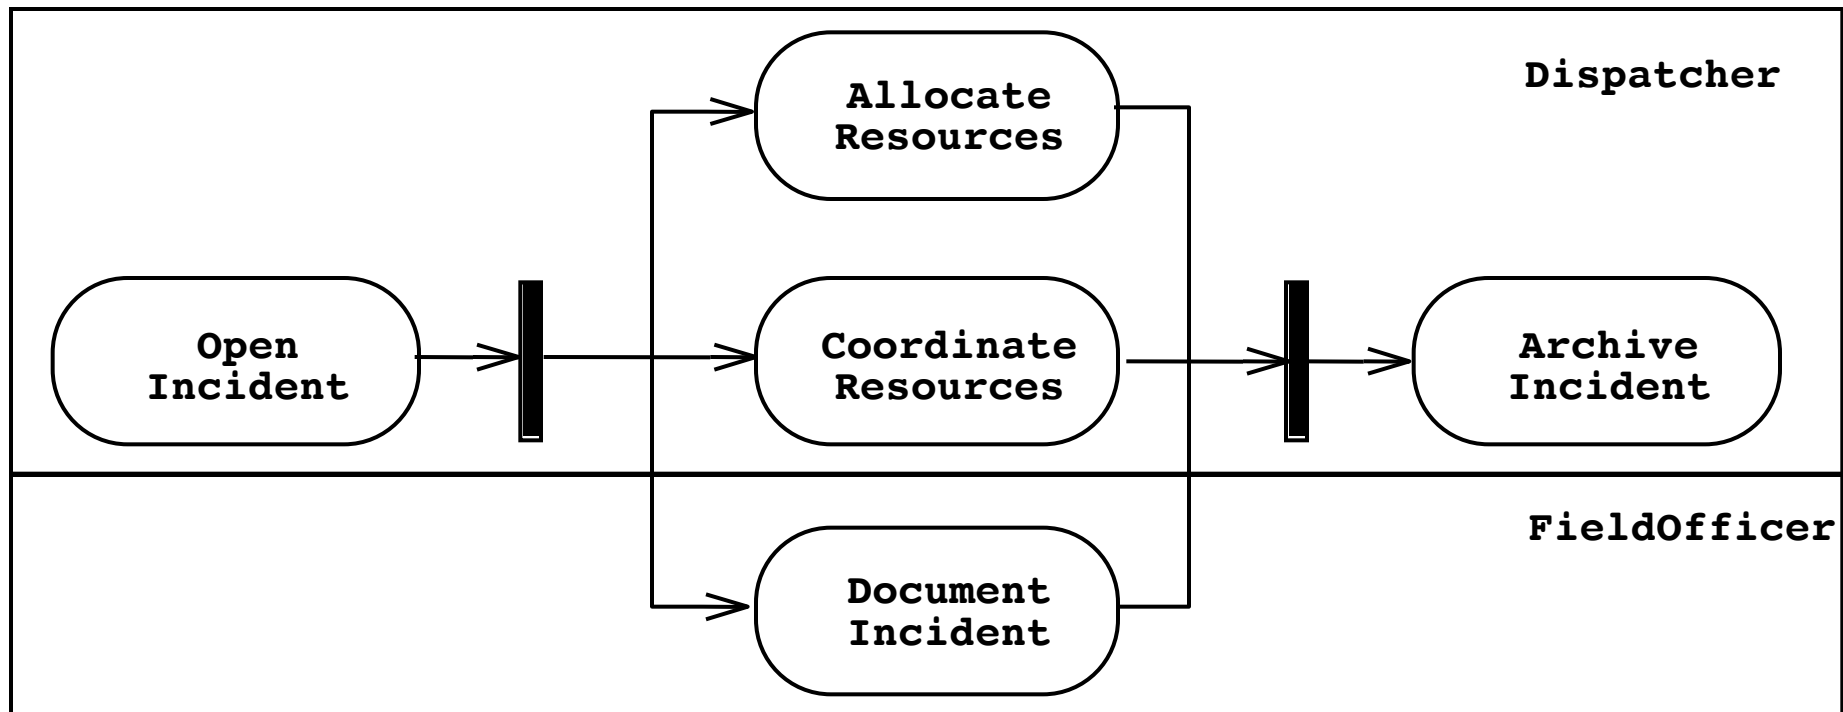 Dispatcher
Allocate
Resources
Open
Incident
Coordinate
Resources
Archive
Incident
FieldOfficer
Document
Incident